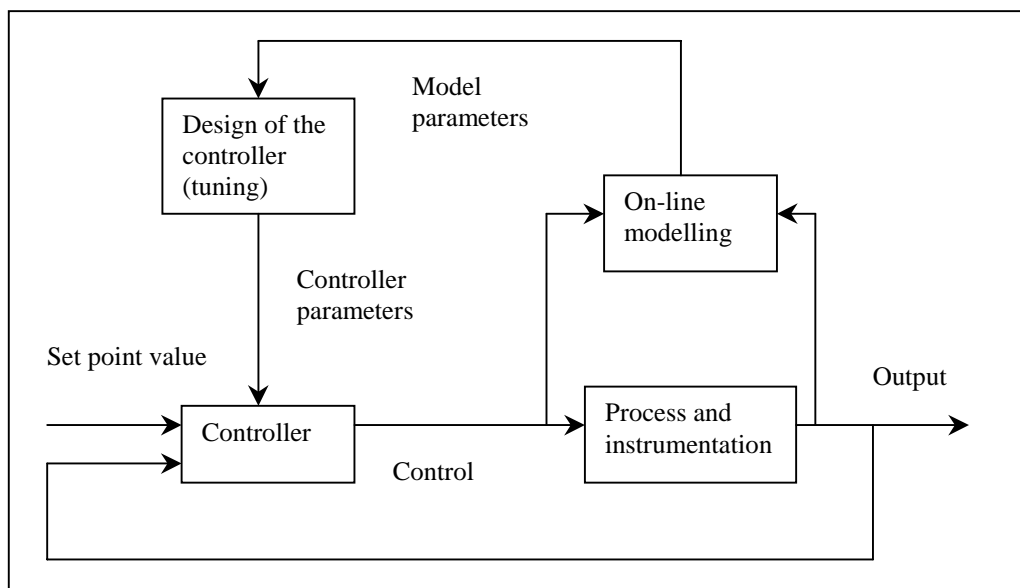 Model
parameters
Design of the
controller
(tuning)
On-line
modelling
Controller
parameters
Set point value
Output
Controller
Process and
instrumentation
Control